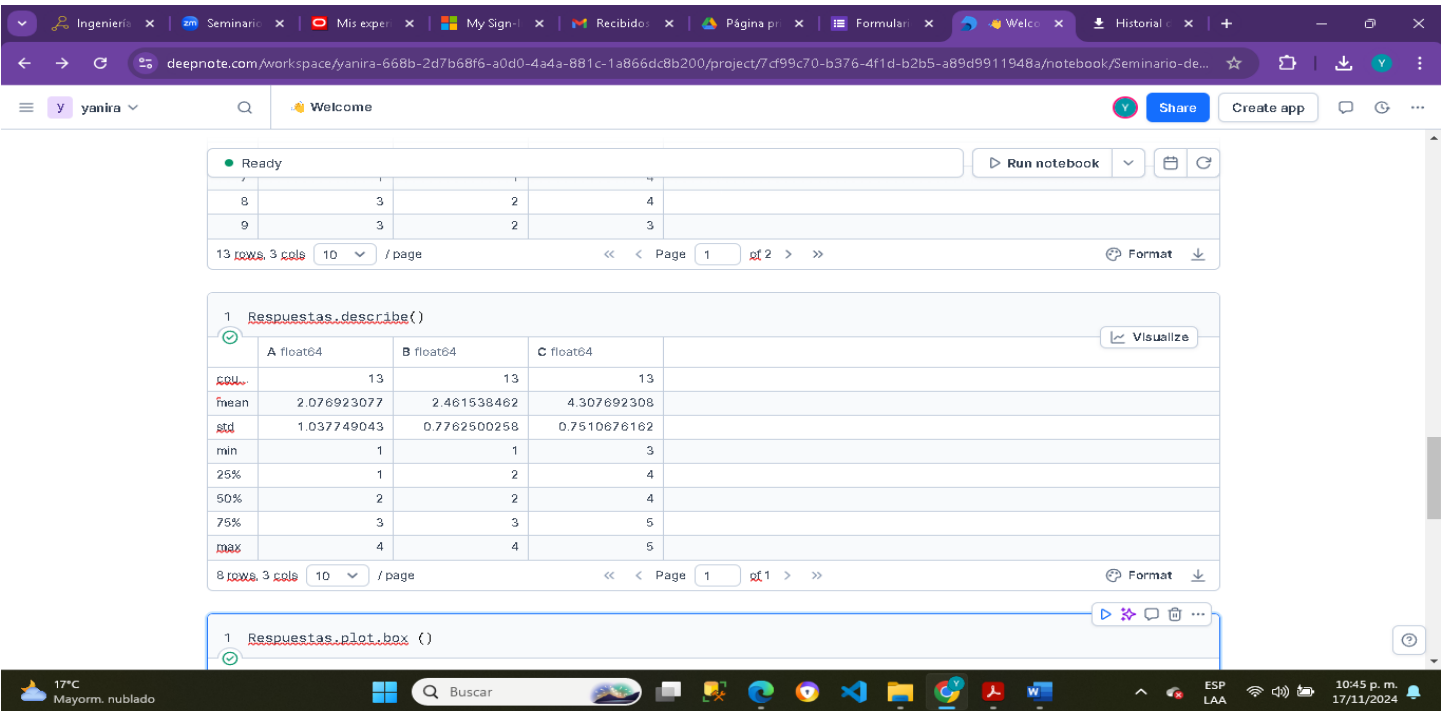 Ingeniería
Seminario
Mis exper
My Sign-I
Recibidos
Página pri
Formulari
Welco
Historial d
deepnote.com/workspace/yanira-668b-2d7b68f6-a0d0-4a4a-881c-1a866dc8b200/project/7cf99c70-b376-4f1d-b2b5-a89d9911948a/notebook/Seminario-de...
Y
y yanira
Welcome
Y
Share
Create app
Ready
Run notebook
7 1 1 4
8 3 2 4
9 3 2 3
13 rows, 3 cols 10 / page
Page 1 of 2
Format
1 Respuestas.describe()
Visualize
A float64 B float64 C float64
cou... 13 13 13
mean 2.076923077 2.461538462 4.307692308
std 1.037749043 0.7762500258 0.7510676162
min 1 1 3
25% 1 2 4
50% 2 2 4
75% 3 3 5
max 4 4 5
8 rows, 3 cols 10 / page
Page 1 of 1
Format
1 Respuestas.plot.box ()
17°C
Mayorm. nublado
Buscar
ESP
LAA
10:45 p. m.
17/11/2024